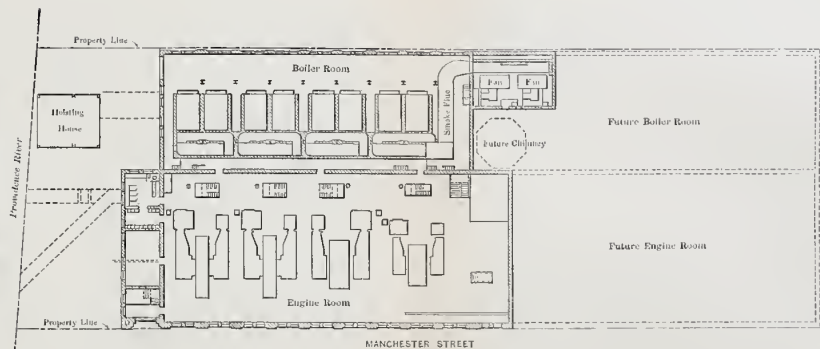 Property Line
Boiler Room
Smoke Flue
Fan
Fan
Hoisting
House
Future Boiler Room
Future Chimney
Providence River
Future Engine Room
Engine Room
Property Line
MANCHESTER STREET